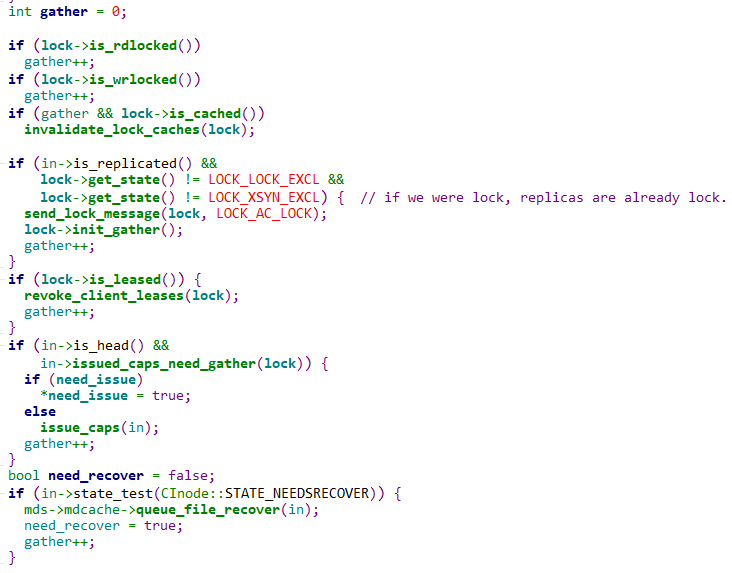 int gather = 0;

if (lock->is_rdlocked())
  gather++;
if (lock->is_wrlocked())
  gather++;
if (gather && lock->is_cached())
  invalidate_lock_caches(lock);

if (in->is_replicated() &&
    lock->get_state() != LOCK_LOCK_EXCL &&
    lock->get_state() != LOCK_XSYN_EXCL) {  // if we were lock, replicas are already lock.
  send_lock_message(lock, LOCK_AC_LOCK);
  lock->init_gather();
  gather++;
}
if (lock->is_leased()) {
  revoke_client_leases(lock);
  gather++;
}
if (in->is_head() &&
    in->issued_caps_need_gather(lock)) {
  if (need_issue)
    *need_issue = true;
  else
    issue_caps(in);
  gather++;
}
bool need_recover = false;
if (in->state_test(CInode::STATE_NEEDSRECOVER)) {
  mds->mdcache->queue_file_recover(in);
  need_recover = true;
  gather++;
}